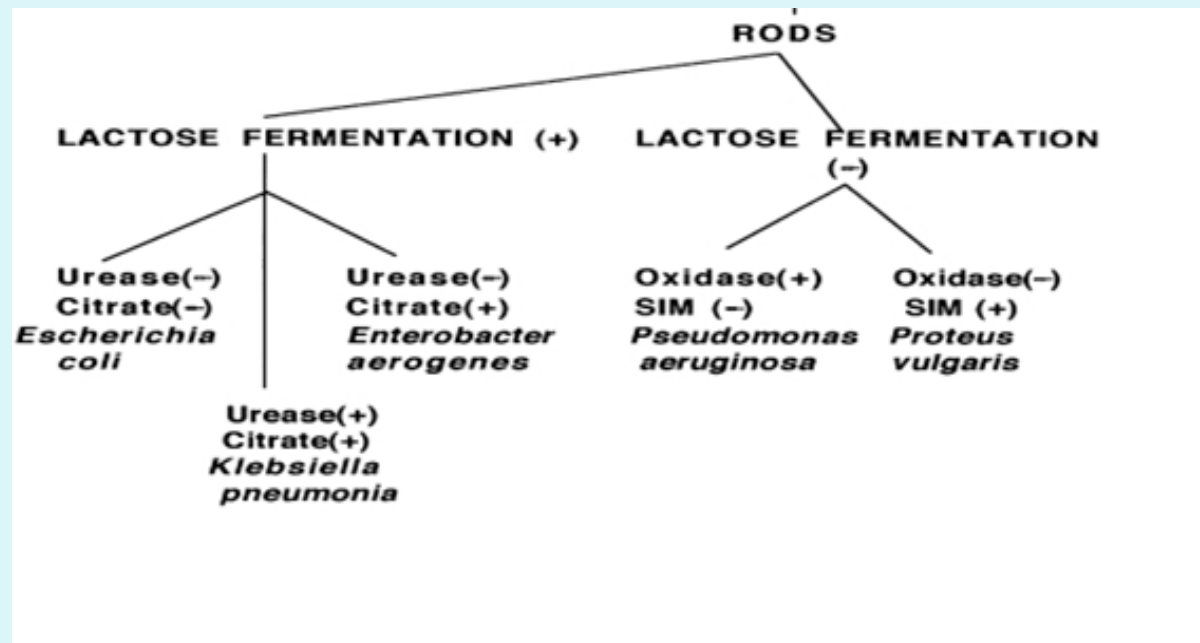 RODS
LACTOSE FERMENTATION (+)
LACTOSE FERMENTATION
(-)
Urease(-)
Citrate(-)
Escherichia
coli
Urease(-)
Citrate(+)
Enterobacter
aerogenes
Oxidase(+)
SIM (-)
Pseudomonas
aeruginosa
Oxidase(-)
SIM (+)
Proteus
vulgaris
Urease(+)
Citrate(+)
Klebsiella
pneumonia